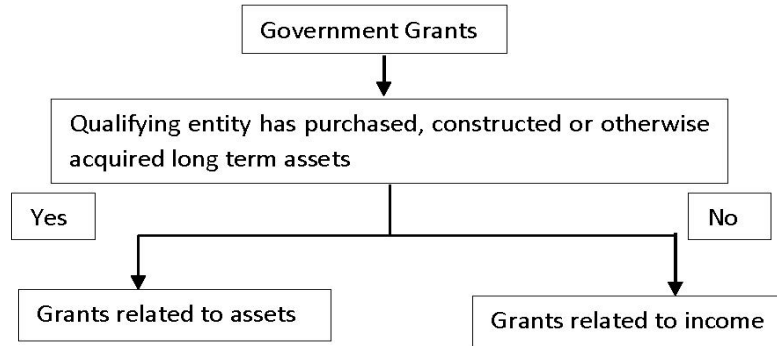 Government Grants
Qualifying entity has purchased, constructed or otherwise
acquired long term assets
Yes
No
Grants related to assets
Grants related to income